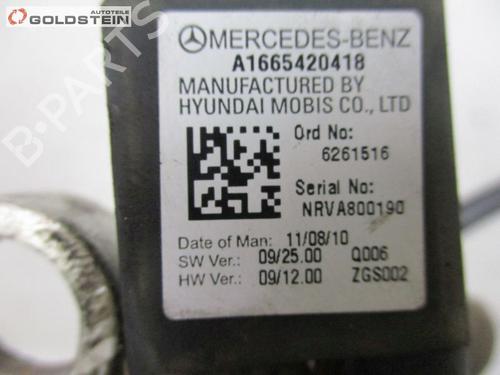 Autoteile
GOLDSTEIN
MERCEDES-BENZ
A1665420418
MANUFACTURED BY
HYUNDAI MOBIS CO., LTD
Ord No:
6261516
Serial No:
NRVA800190
Date of Man: 11/08/10
SW Ver.: 09/25.00 Q006
HW Ver.: 09/12.00 ZGS002